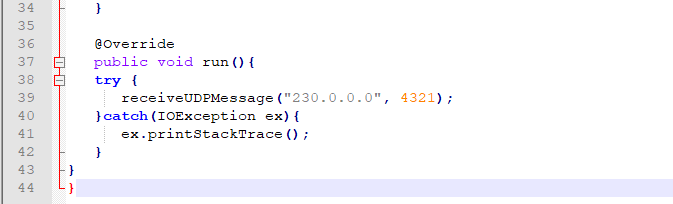 34 }
35
36 @Override
37 public void run(){
38 try {
39 receiveUDPMessage("230.0.0.0", 4321);
40 }catch(IOException ex){
41 ex.printStackTrace();
42 }
43 }
44 }